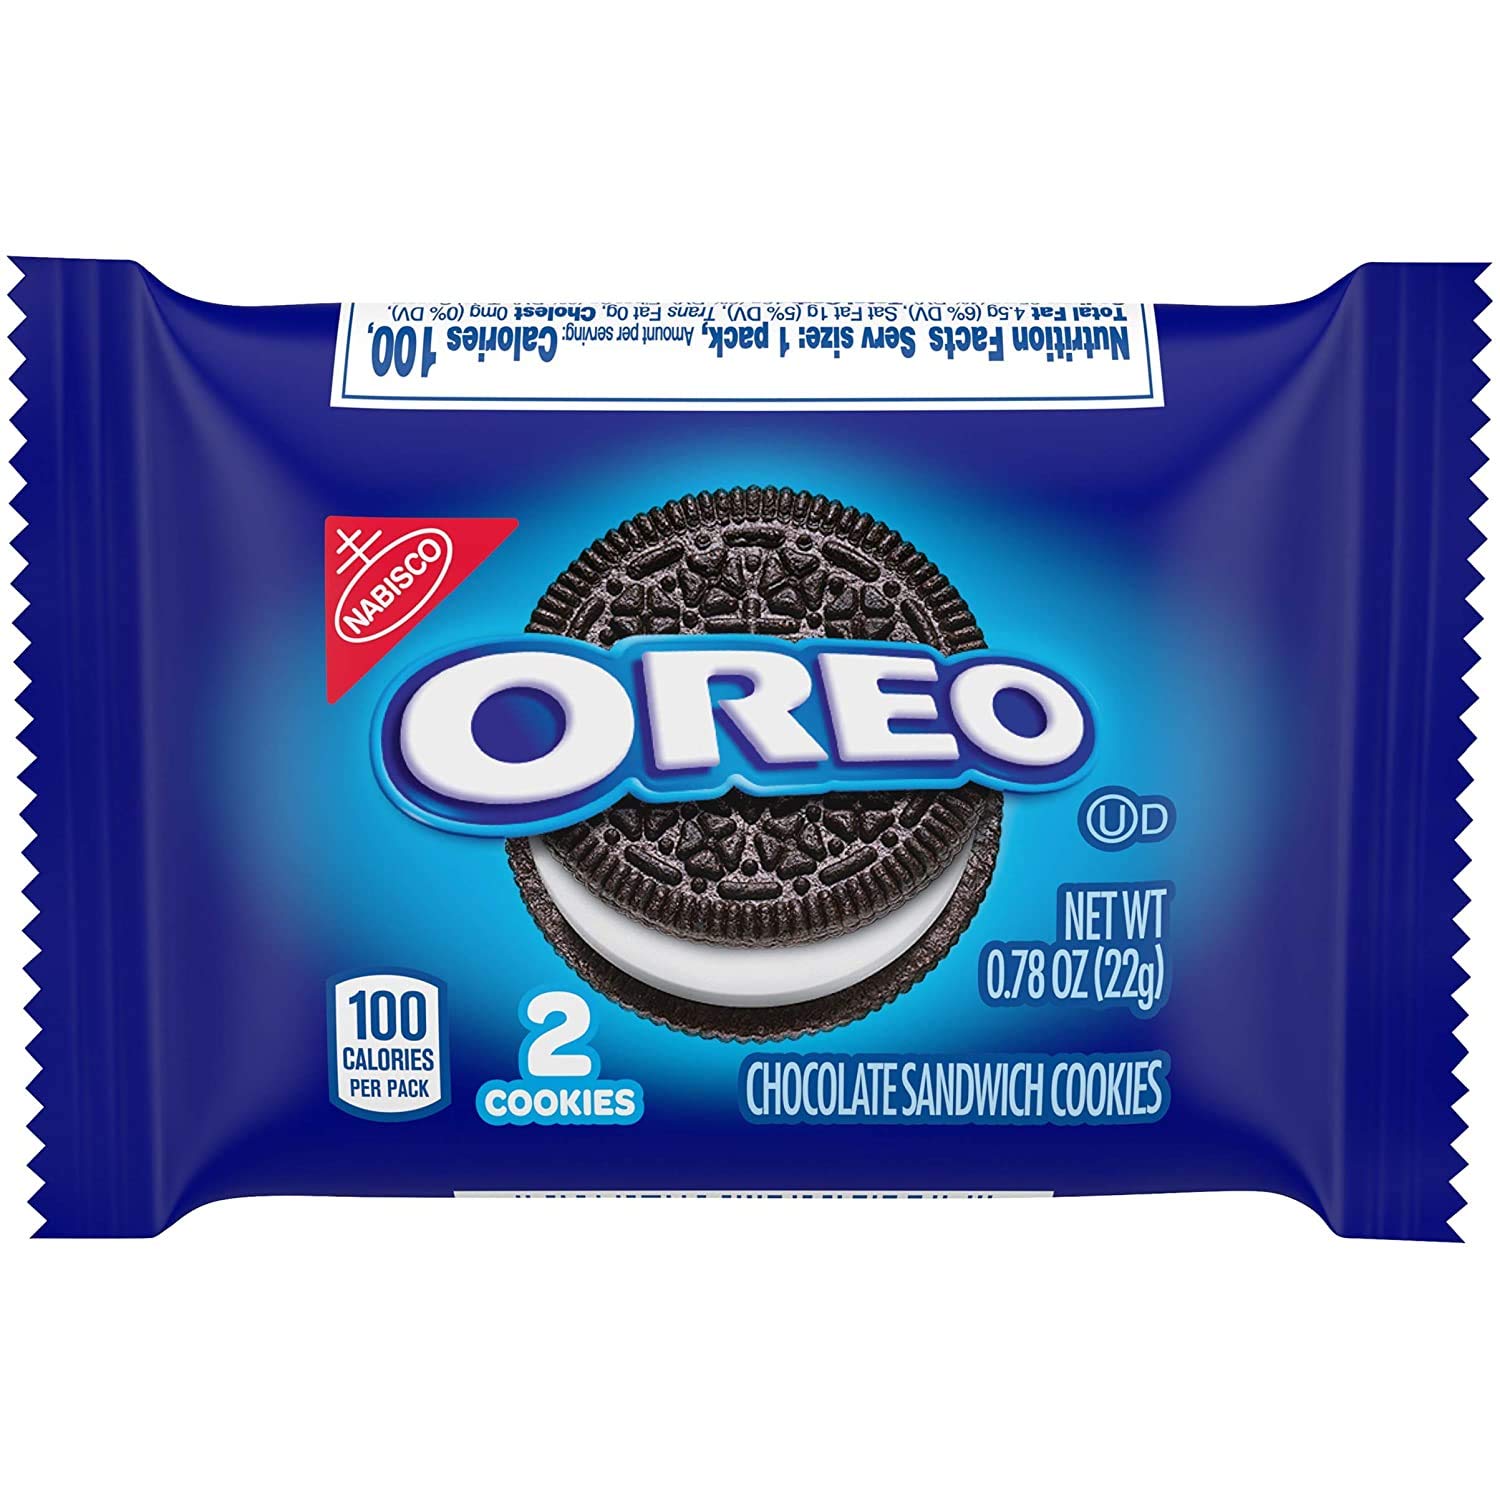 Nutrition Facts Serv size: 1 pack, Amount per serving: Calories 100,
Total Fat 4.5g (6% DV), Sat Fat 1g (5% DV), Trans Fat 0g, Cholest 0mg (0% DV),
NABISCO
OREO
UD
NET WT
0.78 OZ (22g)
100
CALORIES
PER PACK
2
COOKIES
CHOCOLATE SANDWICH COOKIES